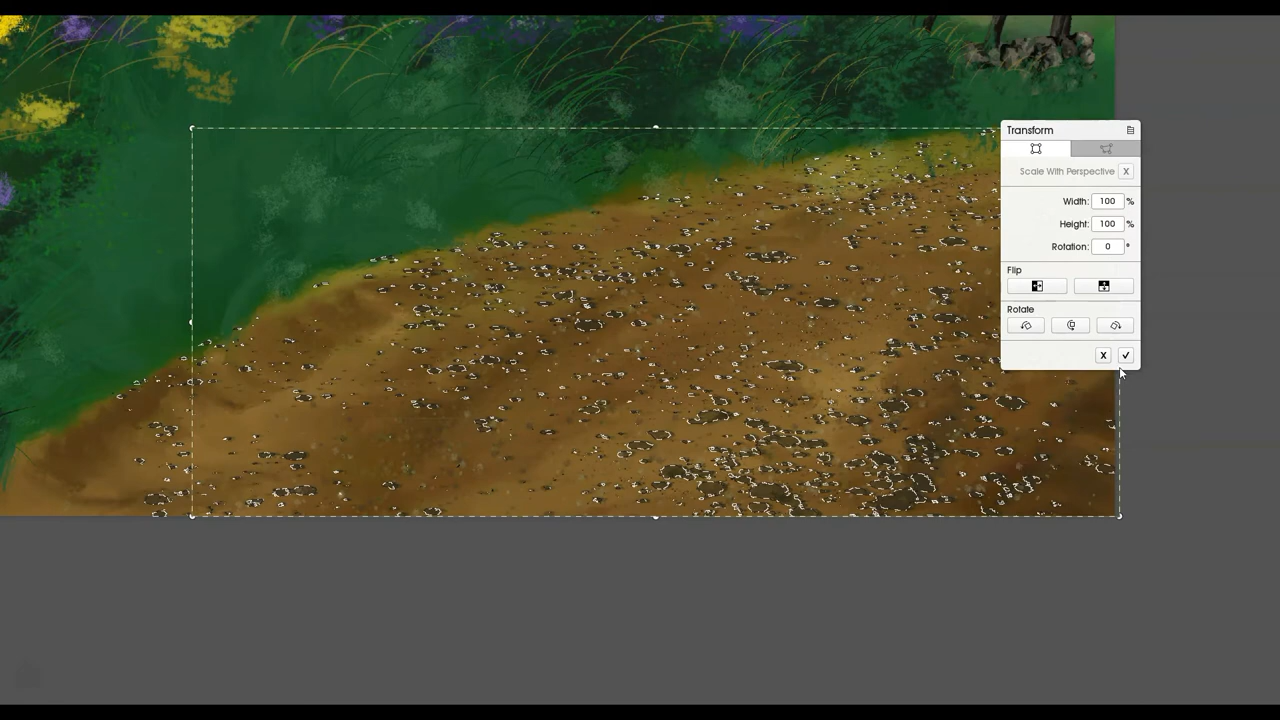 Transform
Scale With Perspective X
Width: 100 %
Height: 100 %
Rotation: 0 °
Flip
Rotate
X ✓